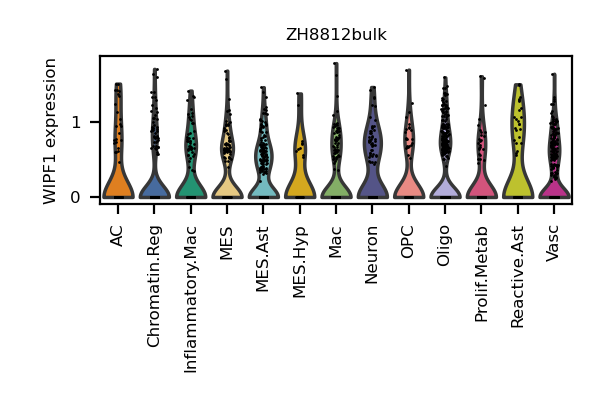 ZH8812bulk
WIPF1 expression
1
0
AC
Chromatin.Reg
Inflammatory.Mac
MES
MES.Ast
MES.Hyp
Mac
Neuron
OPC
Oligo
Prolif.Metab
Reactive.Ast
Vasc